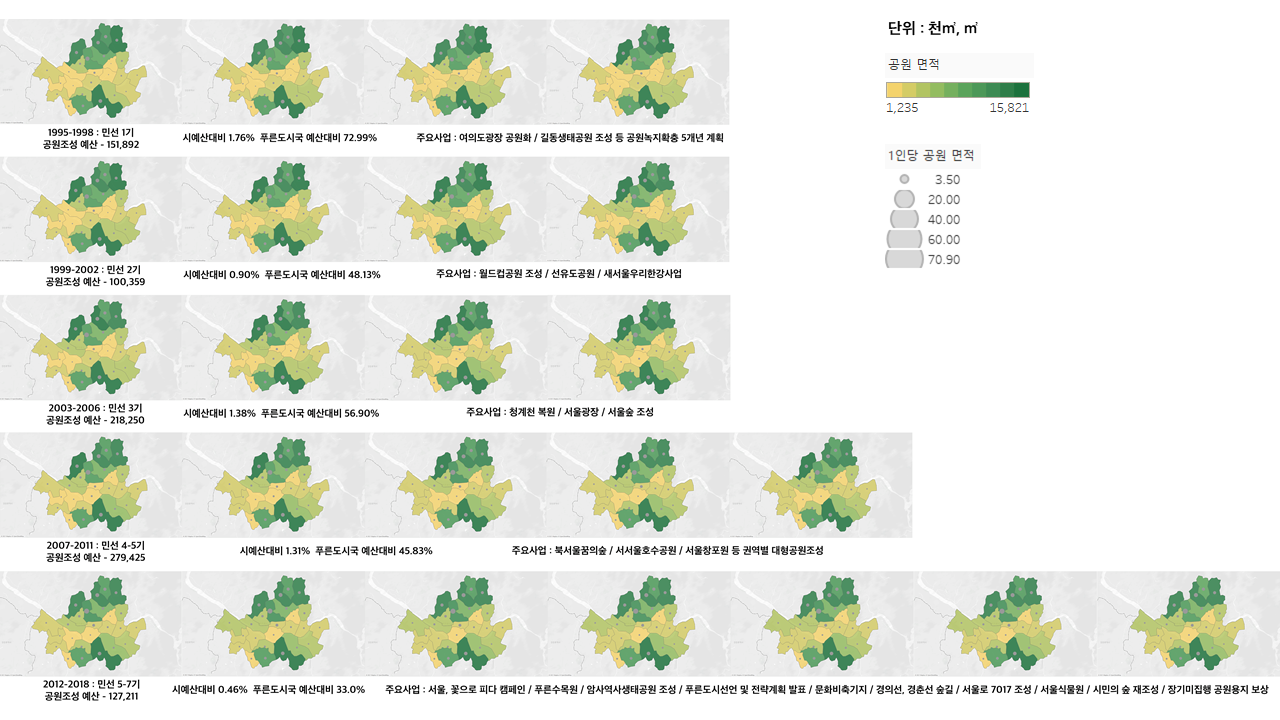 단위 : 천㎡, ㎡
공원 면적
1,235 15,821
1인당 공원 면적
3.50
20.00
40.00
60.00
70.90
1995-1998 : 민선 1기
공원조성 예산 - 151,892
시예산대비 1.76% 푸른도시국 예산대비 72.99%
주요사업 : 여의도광장 공원화 / 길동생태공원 조성 등 공원녹지확충 5개년 계획
1999-2002 : 민선 2기
공원조성 예산 - 100,359
시예산대비 0.90% 푸른도시국 예산대비 48.13%
주요사업 : 월드컵공원 조성 / 선유도공원 / 새서울우리한강사업
2003-2006 : 민선 3기
공원조성 예산 - 218,250
시예산대비 1.38% 푸른도시국 예산대비 56.90%
주요사업 : 청계천 복원 / 서울광장 / 서울숲 조성
2007-2011 : 민선 4-5기
공원조성 예산 - 279,425
시예산대비 1.31% 푸른도시국 예산대비 45.83%
주요사업 : 북서울꿈의숲 / 서서울호수공원 / 서울창포원 등 권역별 대형공원조성
2012-2018 : 민선 5-7기
공원조성 예산 - 127,211
시예산대비 0.46% 푸른도시국 예산대비 33.0%
주요사업 : 서울, 꽃으로 피다 캠페인 / 푸른수목원 / 암사역사생태공원 조성 / 푸른도시선언 및 전략계획 발표 / 문화비축기지 / 경의선, 경춘선 숲길 / 서울로 7017 조성 / 서울식물원 / 시민의 숲 재조성 / 장기미집행 공원용지 보상